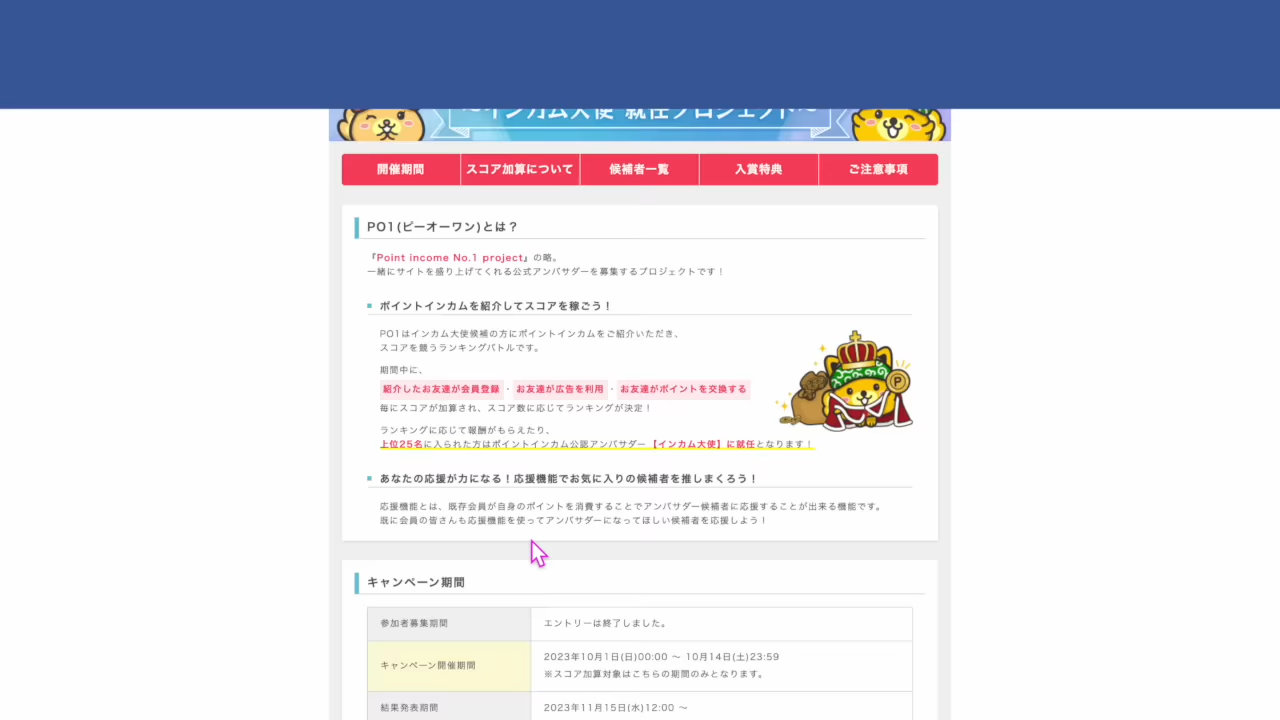 インカム大使 就任プロジェクト
開催期間
スコア加算について
候補者一覧
入賞特典
ご注意事項
PO1(ピーオーワン)とは？
『Point income No.1 project』の略。
一緒にサイトを盛り上げてくれる公式アンバサダーを募集するプロジェクトです！
ポイントインカムを紹介してスコアを稼ごう！
PO1はインカム大使候補の方にポイントインカムをご紹介いただき、
スコアを競うランキングバトルです。
期間中に、
紹介したお友達が会員登録・お友達が広告を利用・お友達がポイントを交換する
毎にスコアが加算され、スコア数に応じてランキングが決定！
ランキングに応じて報酬がもらえたり、
上位25名に入られた方はポイントインカム公認アンバサダー【インカム大使】に就任となります！
P
あなたの応援が力になる！応援機能でお気に入りの候補者を推しまくろう！
応援機能とは、既存会員が自身のポイントを消費することでアンバサダー候補者に応援することが出来る機能です。
既に会員の皆さんも応援機能を使ってアンバサダーになってほしい候補者を応援しよう！
キャンペーン期間
参加者募集期間
エントリーは終了しました。
キャンペーン開催期間
2023年10月1日(日)00:00 〜 10月14日(土)23:59
※スコア加算対象はこちらの期間のみとなります。
結果発表期間
2023年11月15日(水)12:00 〜